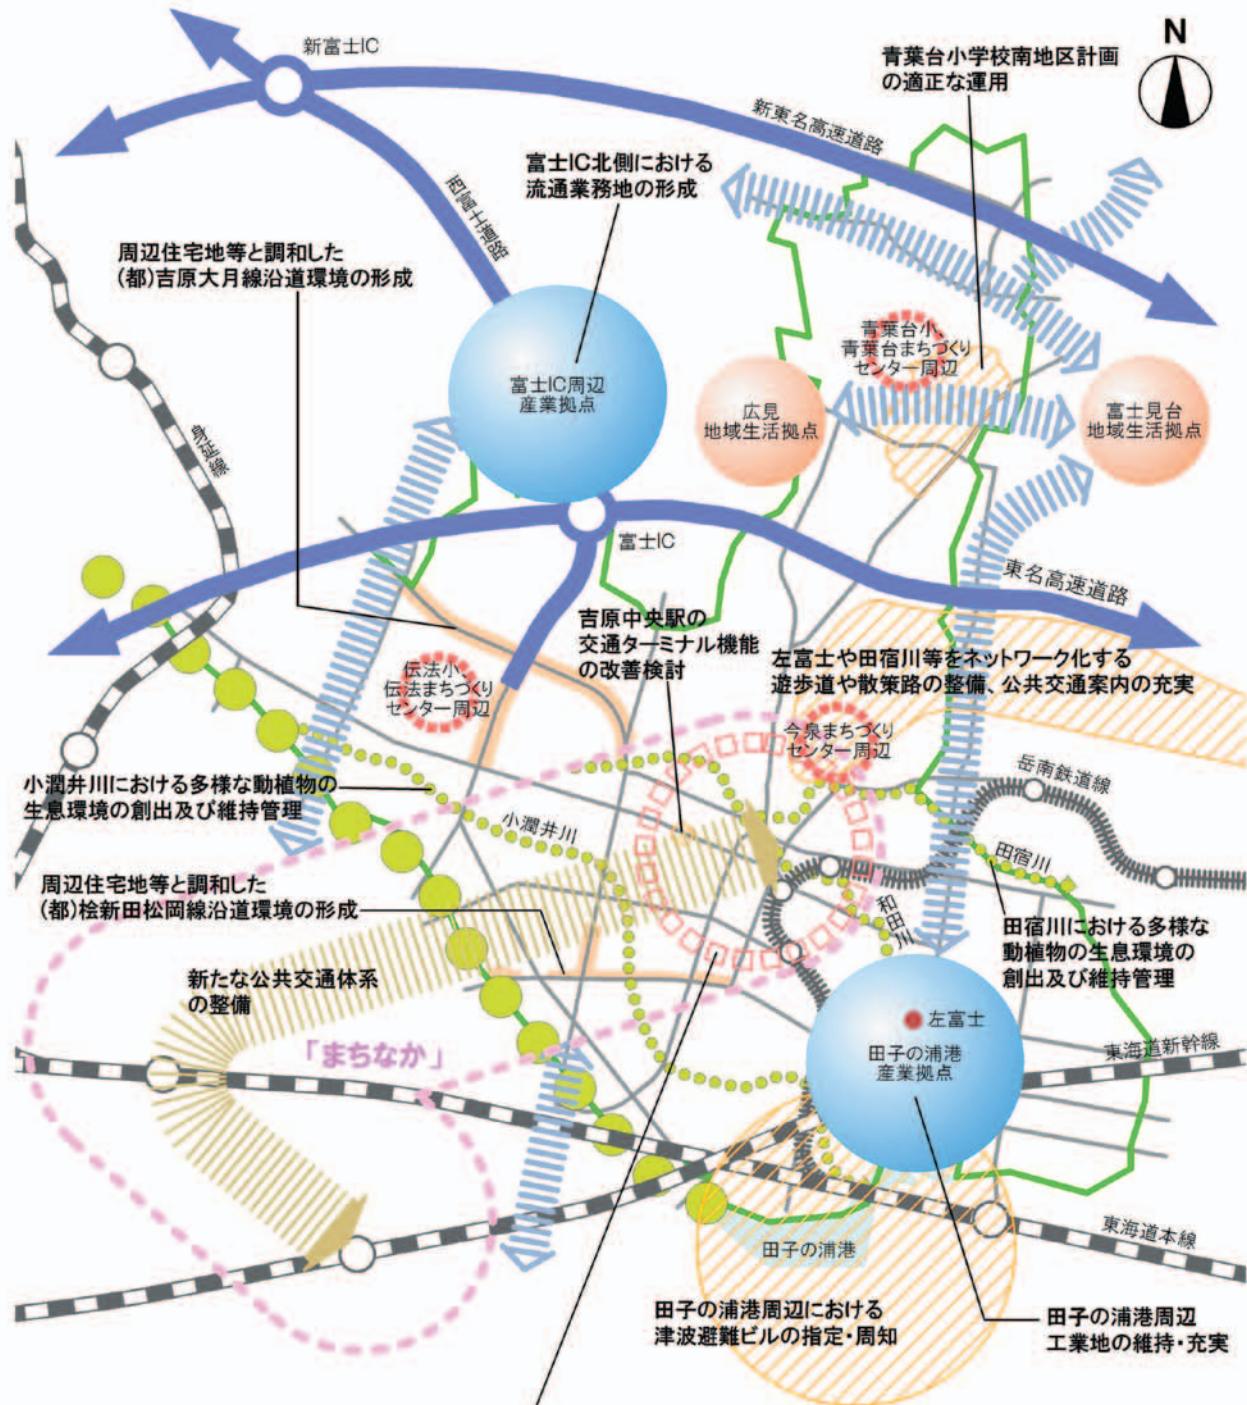 N
新富士IC
青葉台小学校南地区計画
の適正な運用
新東名高速道路
富士IC北側における
流通業務地の形成
西富士道路
周辺住宅地等と調和した
(都)吉原大月線沿道環境の形成
青葉台小、
青葉台まちづくり
センター周辺
富士IC周辺
産業拠点
広見
地域生活拠点
富士見台
地域生活拠点
身延線
富士IC
東名高速道路
吉原中央駅の
交通ターミナル機能
の改善検討
左富士や田宿川等をネットワーク化する
遊歩道や散策路の整備、公共交通案内の充実
伝法小、
伝法まちづくり
センター周辺
今泉まちづくり
センター周辺
岳南鉄道線
小潤井川における多様な動植物の
生息環境の創出及び維持管理
小潤井川
田宿川
周辺住宅地等と調和した
(都)桧新田松岡線沿道環境の形成
和田川
田宿川における多様な
動植物の生息環境の
創出及び維持管理
新たな公共交通体系
の整備
左富士
「まちなか」
田子の浦港
産業拠点
東海道新幹線
東海道本線
田子の浦港
田子の浦港周辺における
津波避難ビルの指定・周知
田子の浦港周辺
工業地の維持・充実